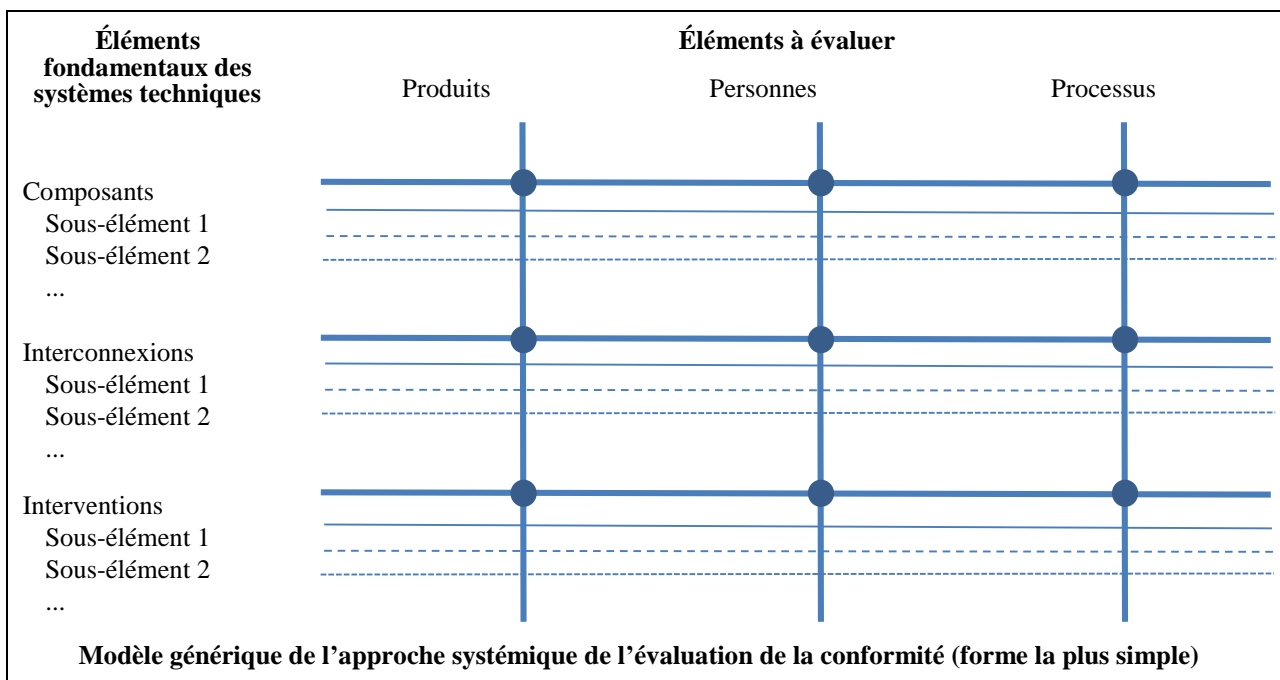 Éléments
fondamentaux des
systèmes techniques
Éléments à évaluer
Produits
Personnes
Processus
Composants
Sous-élément 1
Sous-élément 2
...
Interconnexions
Sous-élément 1
Sous-élément 2
...
Interventions
Sous-élément 1
Sous-élément 2
...
Modèle générique de l’approche systémique de l’évaluation de la conformité (forme la plus simple)